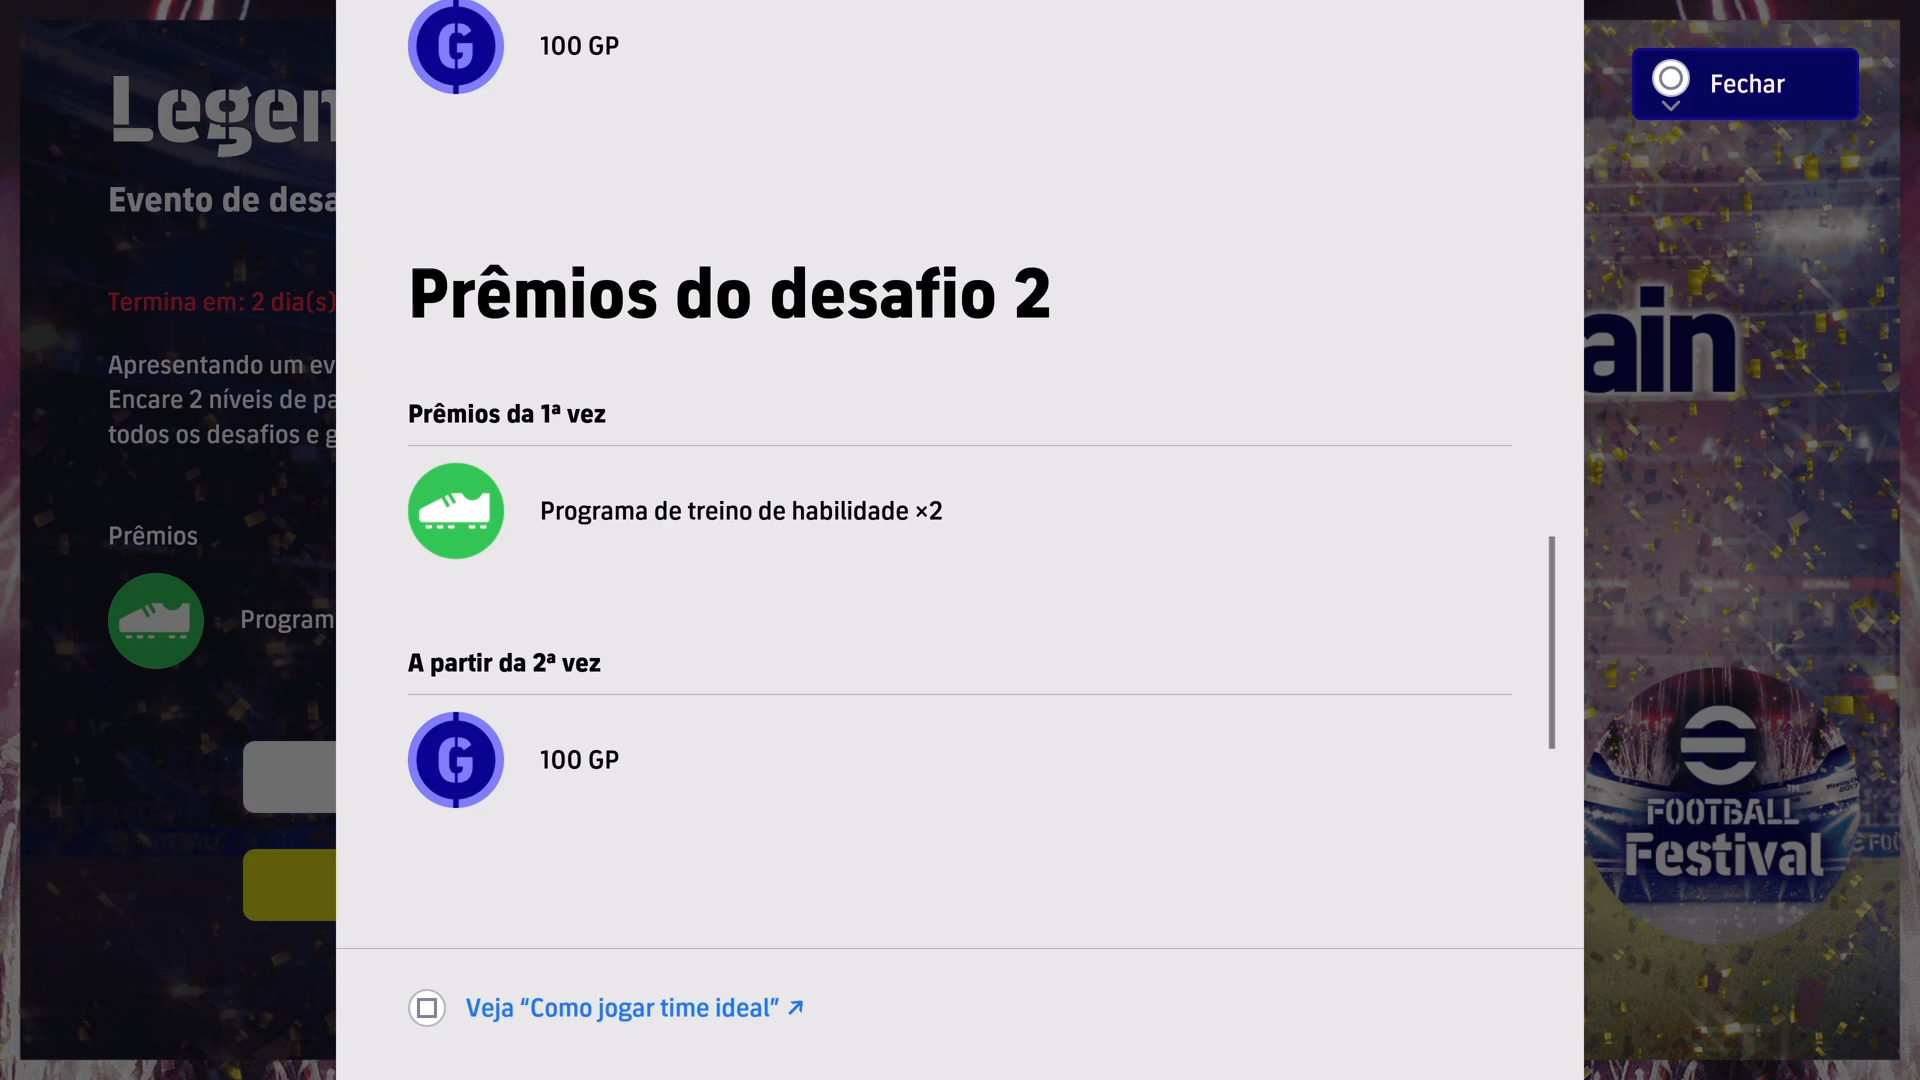 G
100 GP
Fechar
Legen
Evento de desa
Termina em: 2 dia(s)
Apresentando um ev
Encare 2 níveis de pa
todos os desafios e g
Prêmios
Program
Prêmios do desafio 2
Prêmios da 1ª vez
Programa de treino de habilidade ×2
A partir da 2ª vez
G
100 GP
Veja “Como jogar time ideal” ↗
ain
FOOTBALL™
Festival